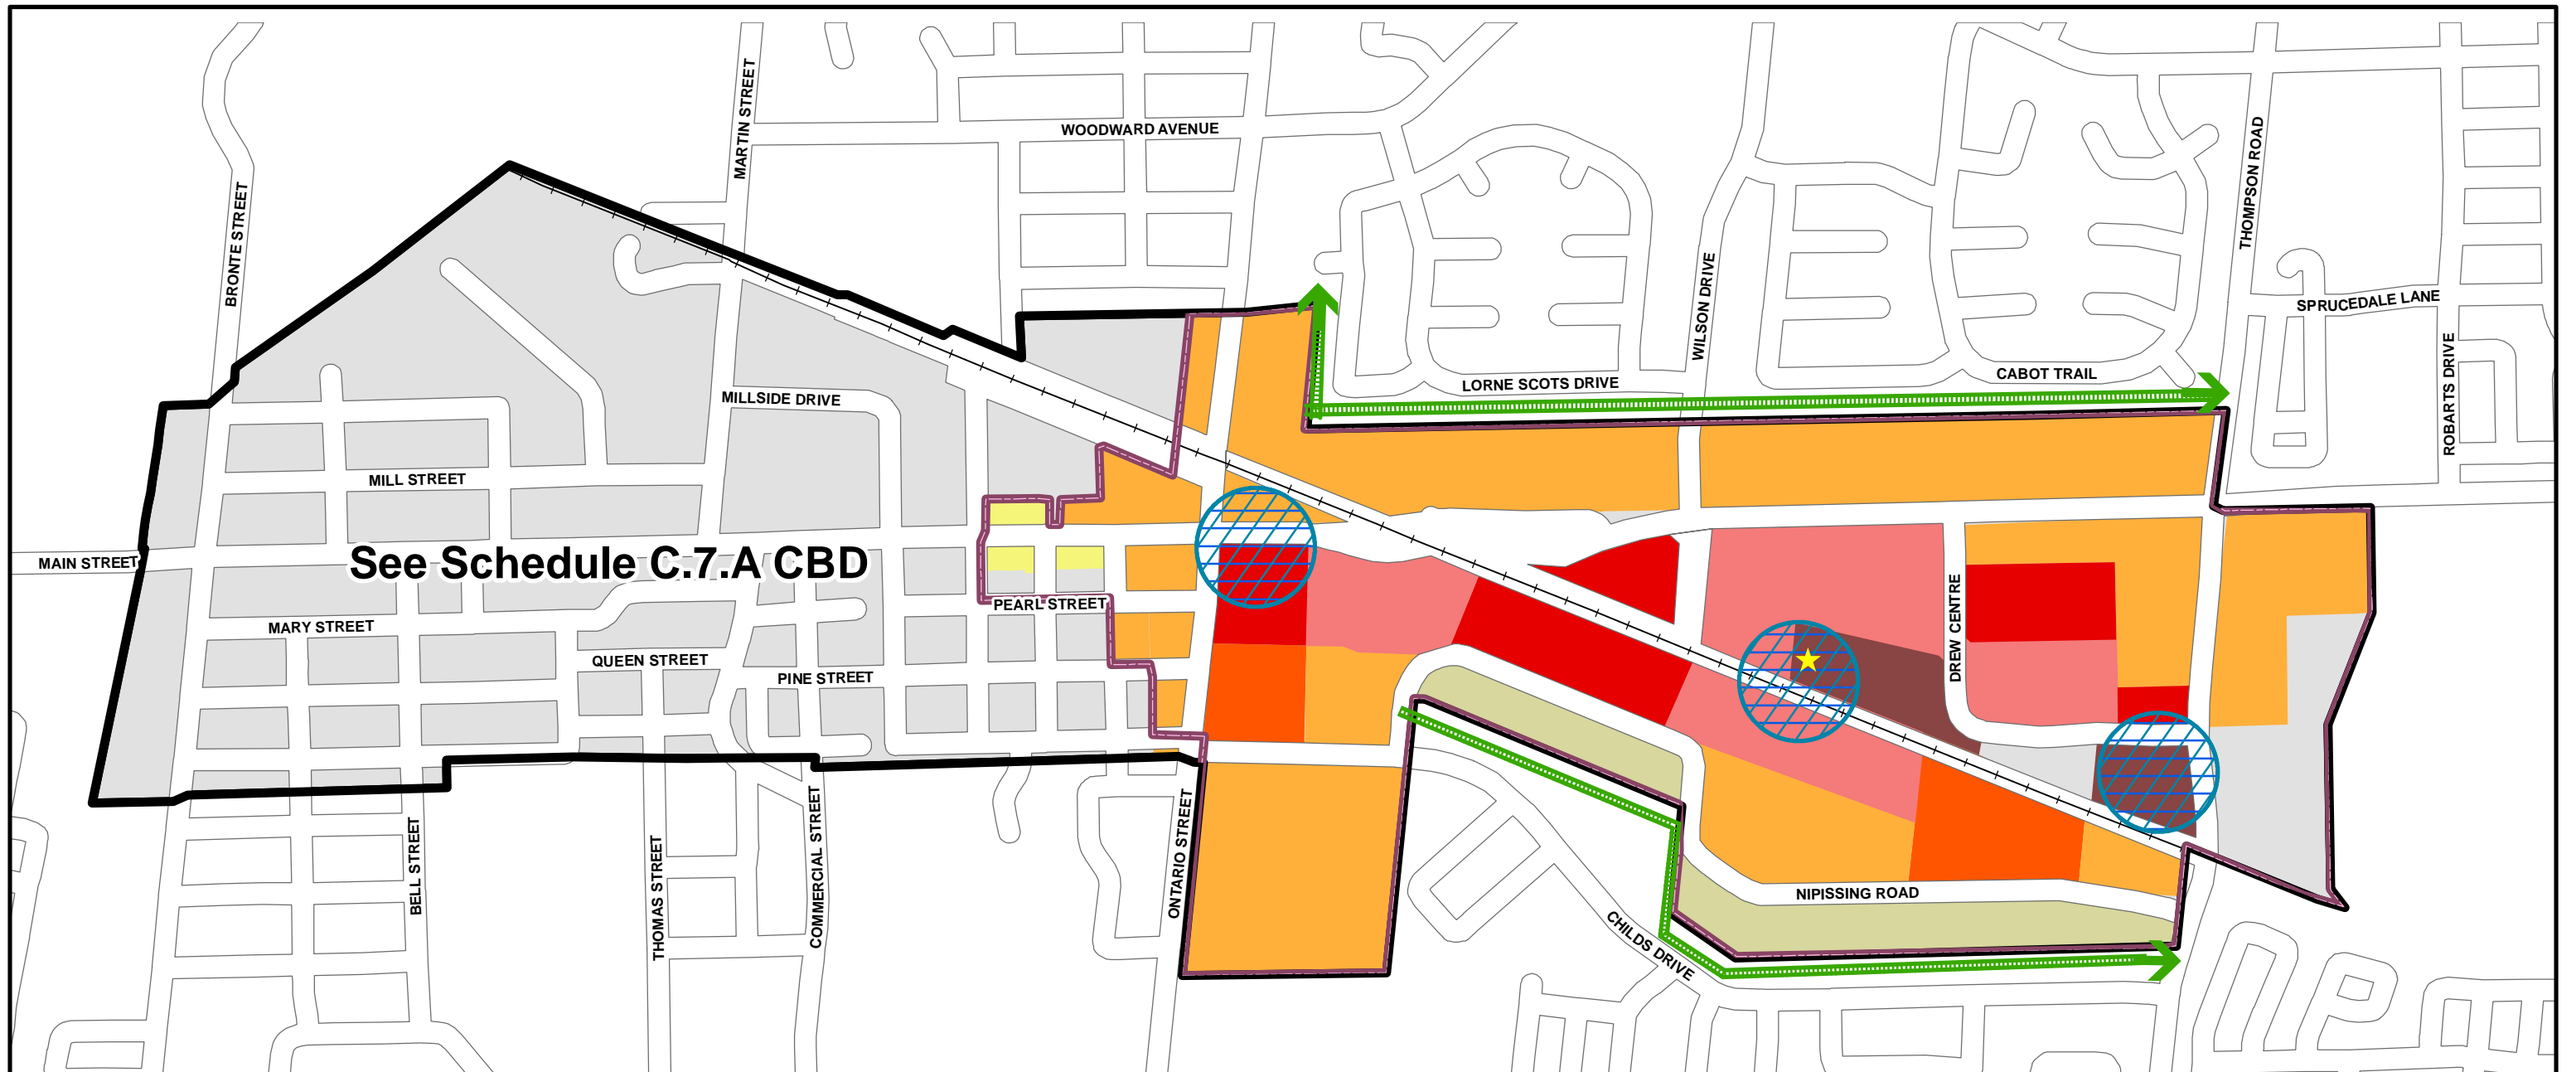 MARTIN STREET
WOODWARD AVENUE
THOMPSON ROAD
BRONTE STREET
WILSON DRIVE
SPRUCEDALE LANE
ROBARTS DRIVE
CABOT TRAIL
LORNE SCOTS DRIVE
MILLSIDE DRIVE
MILL STREET
See Schedule C.7.A CBD
MAIN STREET
PEARL STREET
DREW CENTRE
MARY STREET
QUEEN STREET
PINE STREET
ONTARIO STREET
BELL STREET
THOMAS STREET
COMMERCIAL STREET
NIPISSING ROAD
CHILDS DRIVE